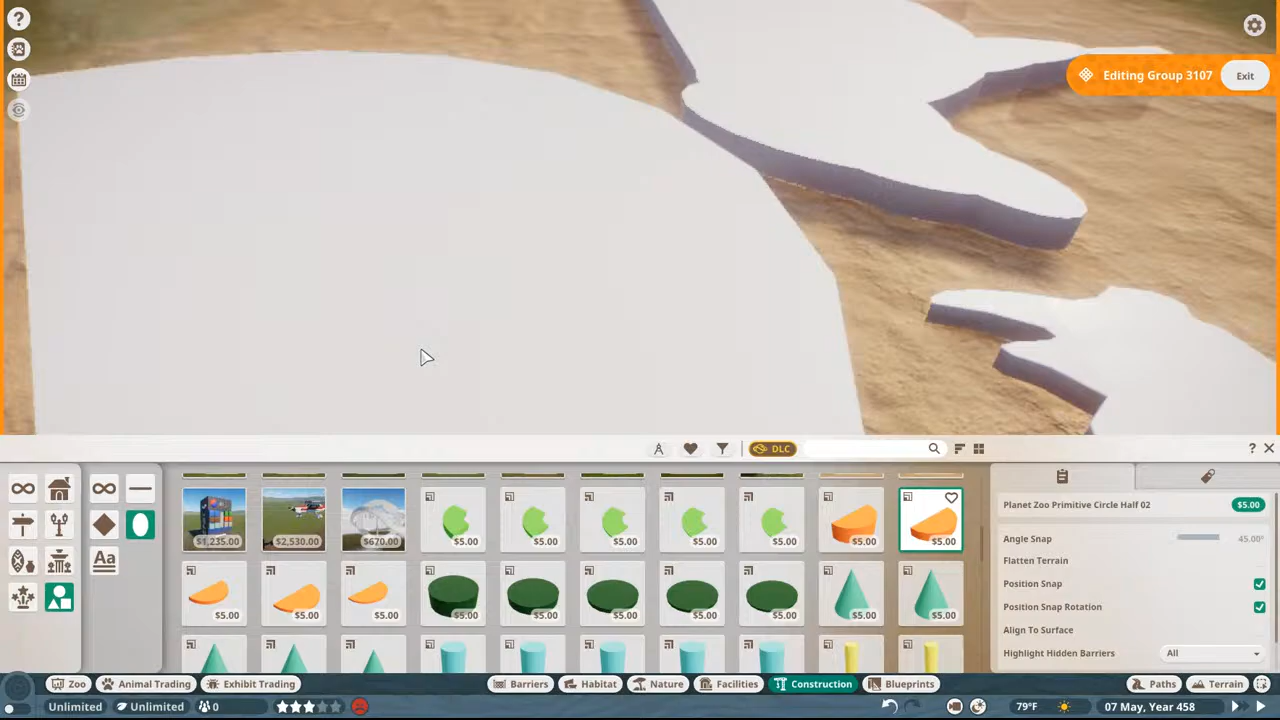 ?
Editing Group 3107 Exit
DLC
?
Aa
$1,235.00 $2,530.00 $670.00 $5.00 $5.00 $5.00 $5.00 $5.00 $5.00 $5.00
$5.00 $5.00 $5.00 $5.00 $5.00 $5.00 $5.00 $5.00 $5.00 $5.00
Planet Zoo Primitive Circle Half 02 $5.00
Angle Snap 45.00°
Flatten Terrain
Position Snap
Position Snap Rotation
Align To Surface
Highlight Hidden Barriers All
Zoo Animal Trading Exhibit Trading Barriers Habitat Nature Facilities Construction Blueprints Paths Terrain
Unlimited Unlimited 0 79°F 07 May, Year 458